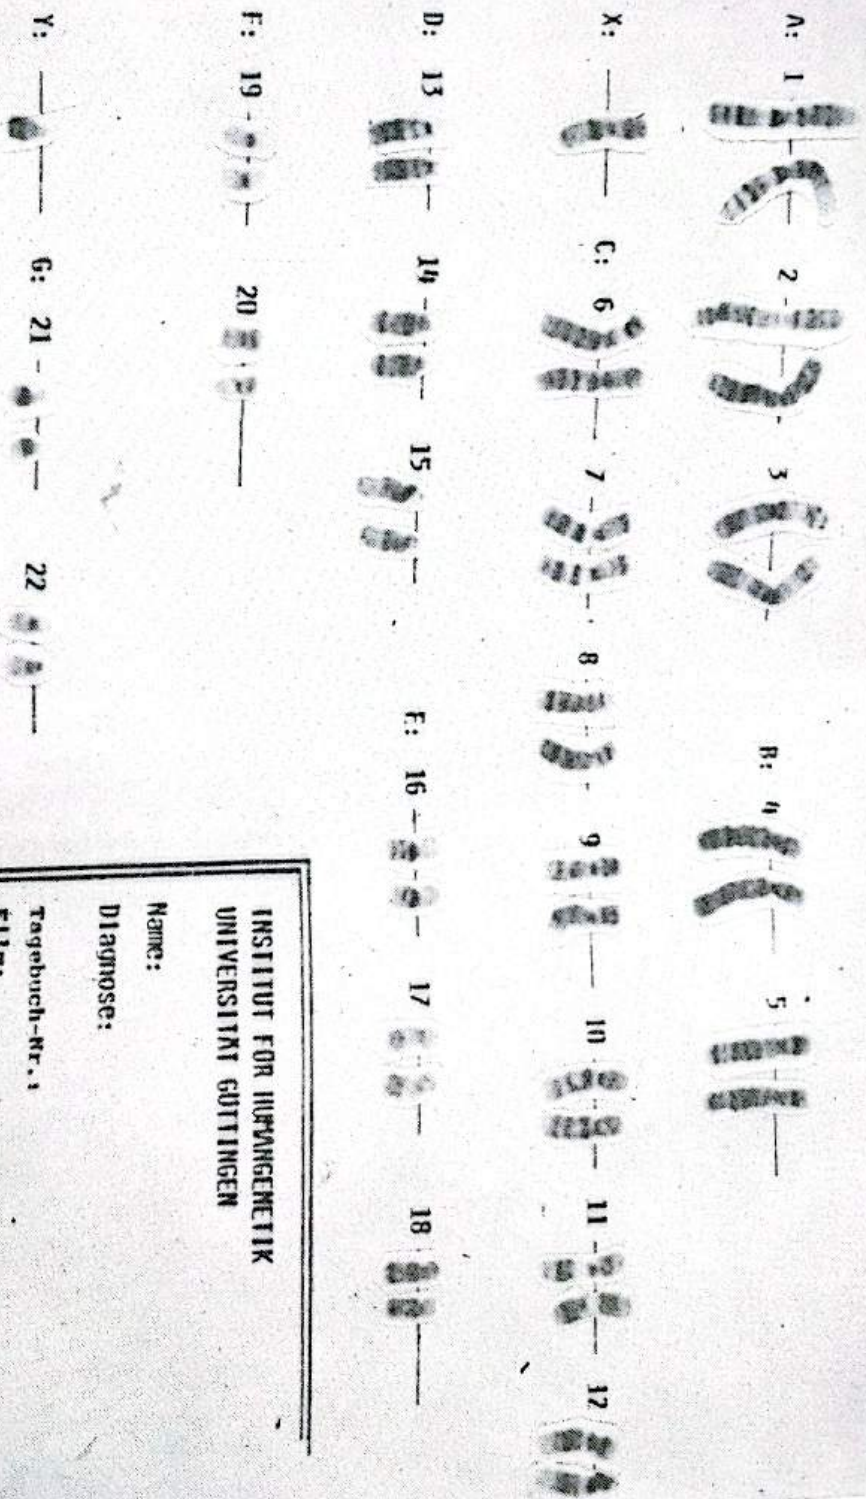 A: 1 2 3 B: 4 5
X: C: 6 7 8 9 10 11 12
D: 13 14 15 E: 16 17 18
F: 19 20
Y: G: 21 22
INSTITUT FÜR HUMANGENETIK
UNIVERSITÄT GÖTTINGEN
Name:
Diagnose:
Tagebuch-Nr.:
Film: